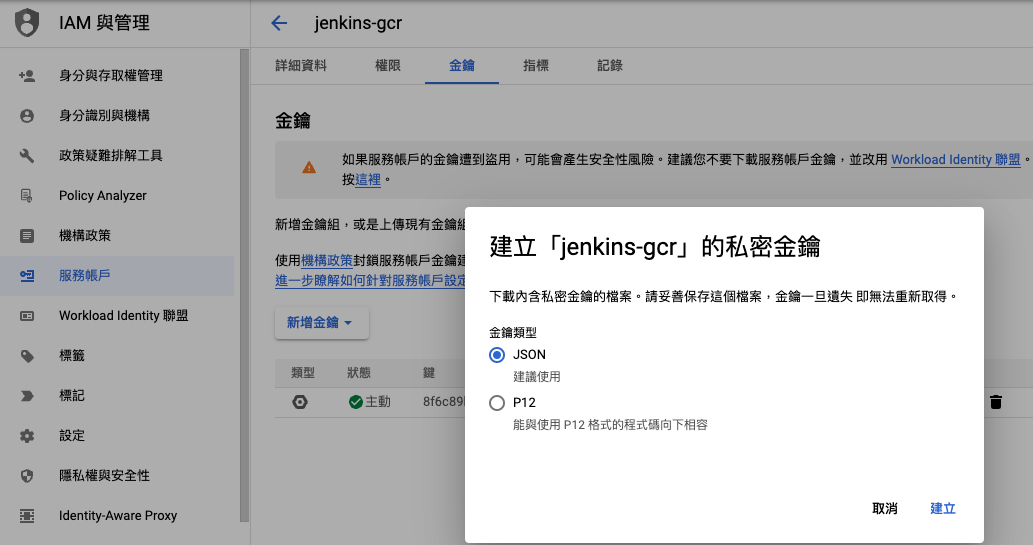 IAM 與管理
身分與存取權管理
身分識別與機構
政策疑難排解工具
Policy Analyzer
機構政策
服務帳戶
Workload Identity 聯盟
標籤
標記
設定
隱私權與安全性
Identity-Aware Proxy
jenkins-gcr
詳細資料 權限 金鑰 指標 記錄
金鑰
如果服務帳戶的金鑰遭到盜用，可能會產生安全性風險。建議您不要下載服務帳戶金鑰，並改用 Workload Identity 聯盟。
按這裡。
新增金鑰組，或是上傳現有金鑰組
使用機構政策封鎖服務帳戶金鑰建
進一步瞭解如何針對服務帳戶設定
新增金鑰
類型 狀態 鍵
主動 8f6c89
建立「jenkins-gcr」的私密金鑰
下載內含私密金鑰的檔案。請妥善保存這個檔案，金鑰一旦遺失 即無法重新取得。
金鑰類型
JSON
建議使用
P12
能與使用 P12 格式的程式碼向下相容
取消 建立